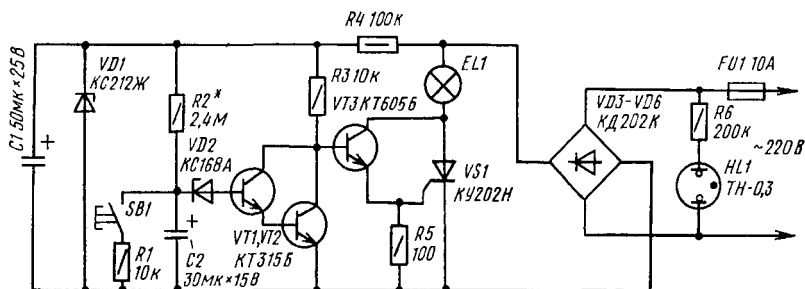 R4 100к
C1 50мк×25В
+
VD1
КС212Ж
R2*
2,4М
VD2
КС168А
R3 10к
VT3 КТ605Б
EL1
VS1
КУ202Н
VD3-VD6
КД202К
FU1 10А
R6
200к
HL1
ТН-0,3
~220В
SB1
R1
10к
+
C2
30мк×15В
VT1,VT2
КТ315Б
R5
100